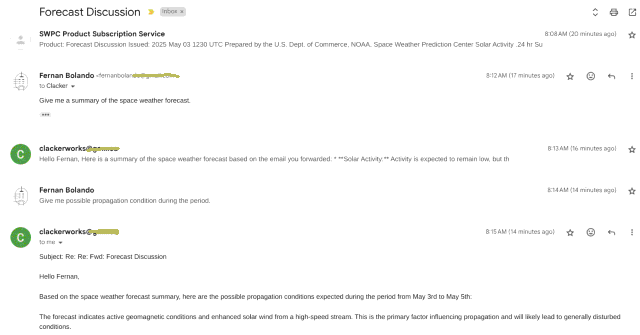 Forecast Discussion Inbox ×
SWPC Product Subscription Service 8:08 AM (20 minutes ago)
Product: Forecast Discussion Issued: 2025 May 03 1230 UTC Prepared by the U.S. Dept. of Commerce, NOAA, Space Weather Prediction Center Solar Activity .24 hr Su
Fernan Bolando 8:12 AM (17 minutes ago)
to Clacker
Give me a summary of the space weather forecast.
C clackerworks@ 8:13 AM (16 minutes ago)
Hello Fernan, Here is a summary of the space weather forecast based on the email you forwarded. * **Solar Activity:** Activity is expected to remain low, but th
Fernan Bolando 8:14 AM (14 minutes ago)
Give me possible propagation condition during the period.
C clackerworks@ 8:15 AM (14 minutes ago)
to me
Subject: Re: Re: Fwd: Forecast Discussion
Hello Fernan,
Based on the space weather forecast summary, here are the possible propagation conditions expected during the period from May 3rd to May 5th:
The forecast indicates active geomagnetic conditions and enhanced solar wind from a high-speed stream. This is the primary factor influencing propagation and will likely lead to generally disturbed
conditions.